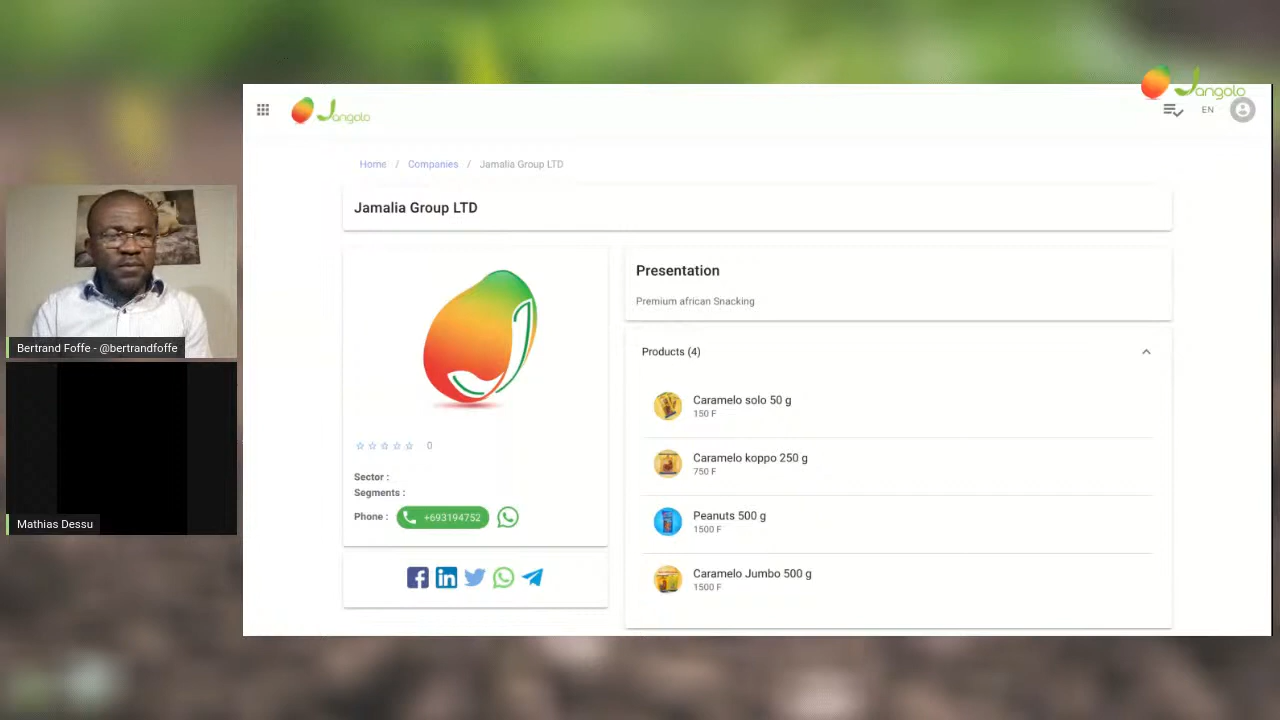 Jangolo
Jangolo
EN
Home / Companies / Jamalia Group LTD
Jamalia Group LTD
Presentation
Premium african Snacking
Products (4)
Caramelo solo 50 g
150 F
Caramelo koppo 250 g
750 F
Peanuts 500 g
1500 F
Caramelo Jumbo 500 g
1500 F
0
Sector :
Segments :
Phone : +693194752
Bertrand Foffe - @bertrandfoffe
Mathias Dessu